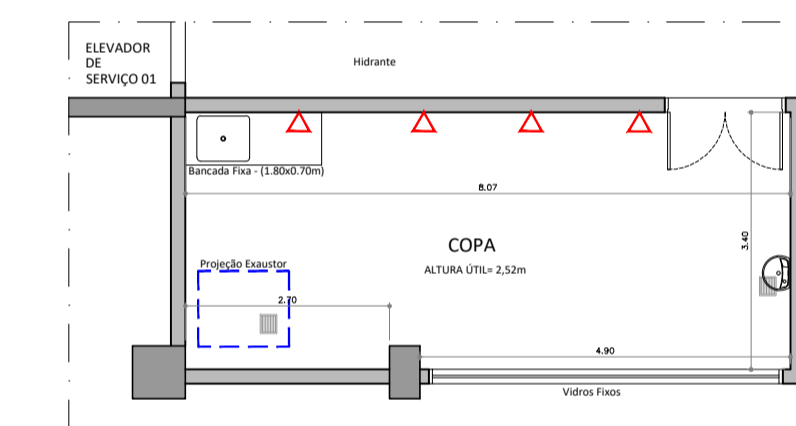 ELEVADOR
DE
SERVIÇO 01
Hidrante
Bancada Fixa - (1.80x0.70m)
8.07
COPA
ALTURA ÚTIL= 2,52m
3.40
Projeção Exaustor
2.70
4.90
Vidros Fixos